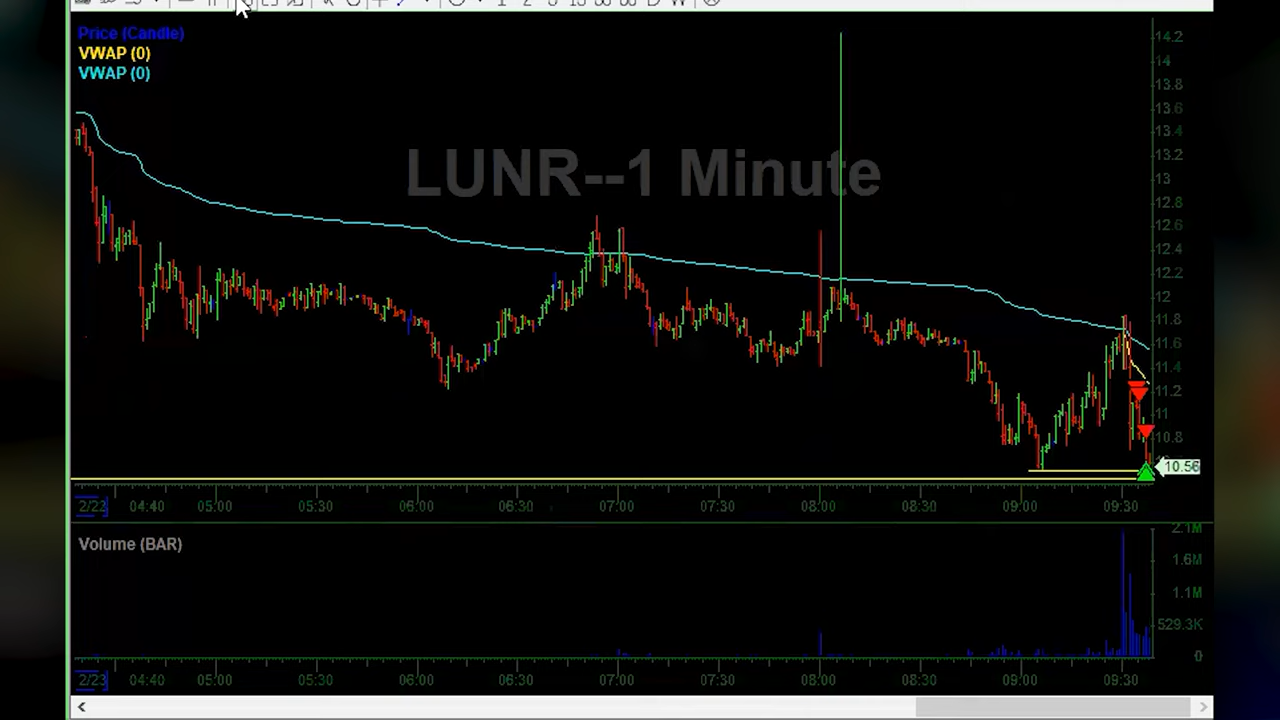 Price (Candle)
VWAP (0)
VWAP (0)
LUNR--1 Minute
14.2
14
13.8
13.6
13.4
13.2
13
12.8
12.6
12.4
12.2
12
11.8
11.6
11.4
11.2
11
10.8
10.56
2/22 04:40 05:00 05:30 06:00 06:30 07:00 07:30 08:00 08:30 09:00 09:30
Volume (BAR)
2.1M
1.6M
1.1M
529.3K
0
2/23 04:40 05:00 05:30 06:00 06:30 07:00 07:30 08:00 08:30 09:00 09:30